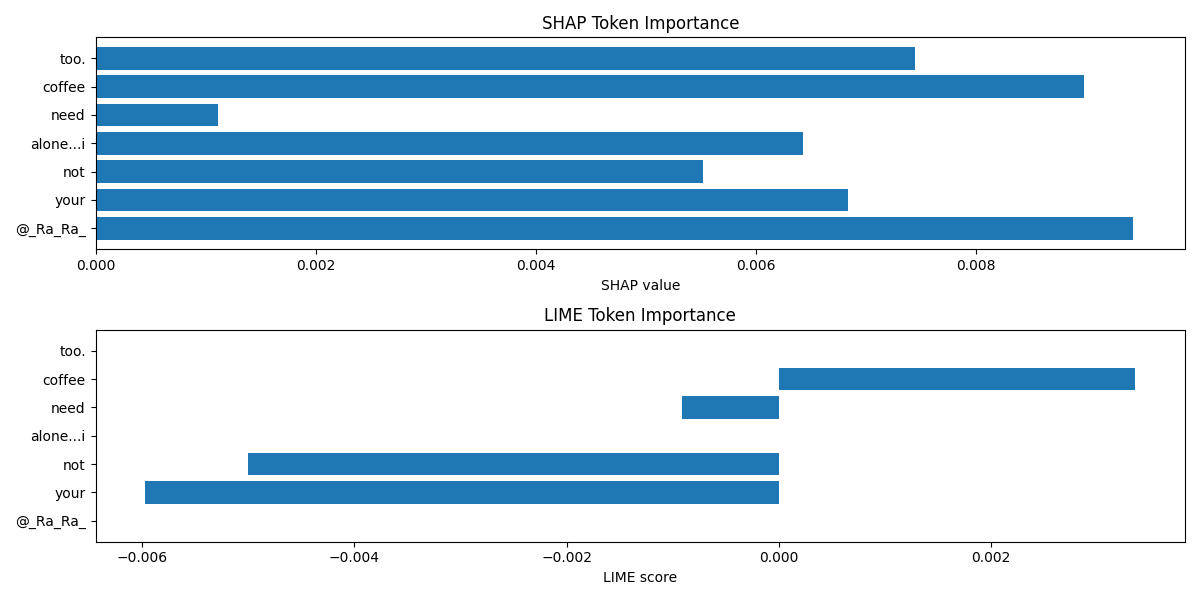 SHAP Token Importance
too.
coffee
need
alone...i
not
your
@_Ra_Ra_
0.000 0.002 0.004 0.006 0.008
SHAP value
LIME Token Importance
too.
coffee
need
alone...i
not
your
@_Ra_Ra_
−0.006 −0.004 −0.002 0.000 0.002
LIME score